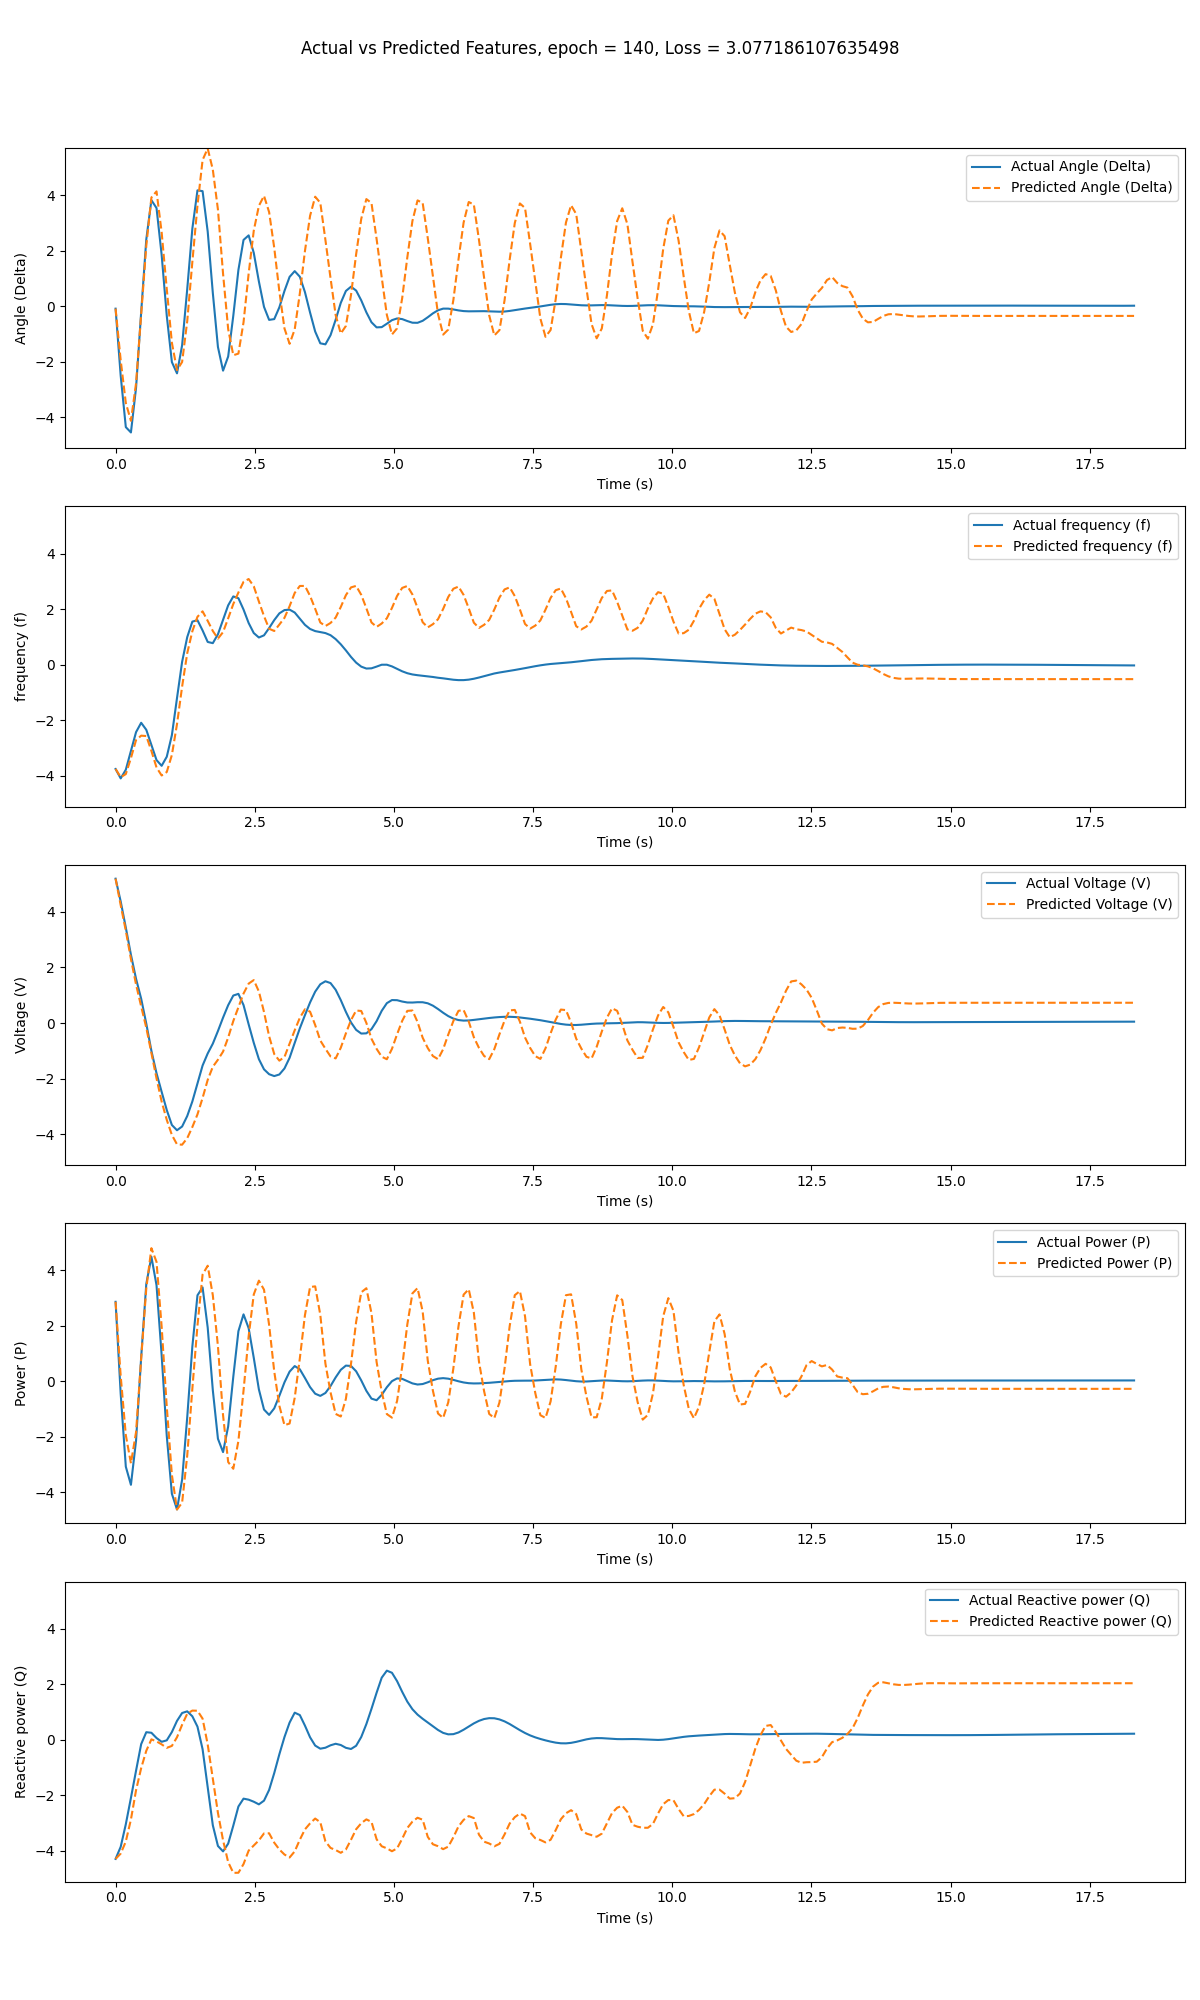 Actual vs Predicted Features, epoch = 140, Loss = 3.077186107635498
Actual Angle (Delta)
Predicted Angle (Delta)
Angle (Delta)
4
2
0
−2
−4
0.0 2.5 5.0 7.5 10.0 12.5 15.0 17.5
Time (s)
Actual frequency (f)
Predicted frequency (f)
frequency (f)
4
2
0
−2
−4
0.0 2.5 5.0 7.5 10.0 12.5 15.0 17.5
Time (s)
Actual Voltage (V)
Predicted Voltage (V)
Voltage (V)
4
2
0
−2
−4
0.0 2.5 5.0 7.5 10.0 12.5 15.0 17.5
Time (s)
Actual Power (P)
Predicted Power (P)
Power (P)
4
2
0
−2
−4
0.0 2.5 5.0 7.5 10.0 12.5 15.0 17.5
Time (s)
Actual Reactive power (Q)
Predicted Reactive power (Q)
Reactive power (Q)
4
2
0
−2
−4
0.0 2.5 5.0 7.5 10.0 12.5 15.0 17.5
Time (s)